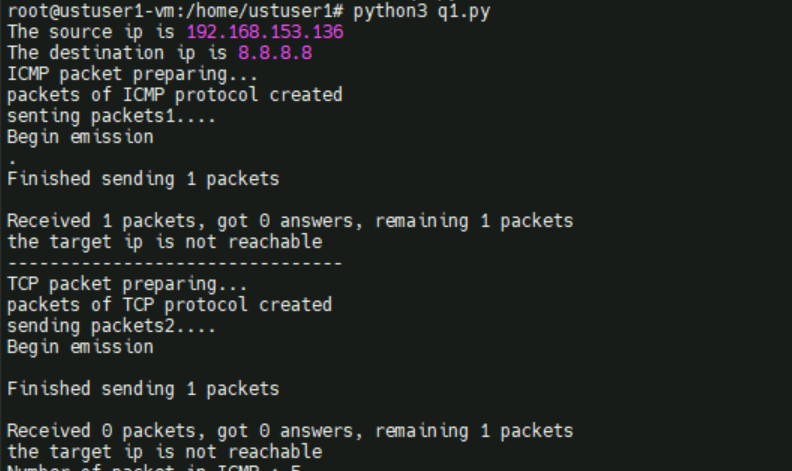 root@ustuser1-vm:/home/ustuser1# python3 q1.py
The source ip is 192.168.153.136
The destination ip is 8.8.8.8
ICMP packet preparing...
packets of ICMP protocol created
senting packets1....
Begin emission
.
Finished sending 1 packets
Received 1 packets, got 0 answers, remaining 1 packets
the target ip is not reachable
--------------------------------
TCP packet preparing...
packets of TCP protocol created
sending packets2....
Begin emission
Finished sending 1 packets
Received 0 packets, got 0 answers, remaining 1 packets
the target ip is not reachable
Number of packet in ICMP : 5